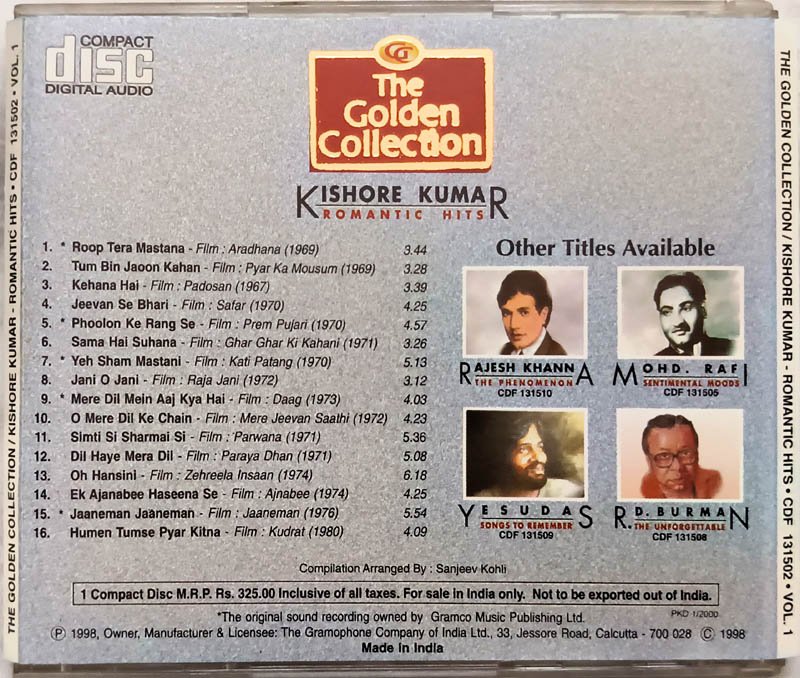 COMPACT
disc
DIGITAL AUDIO
GC
The
Golden
Collection
KISHORE KUMAR
ROMANTIC HITS
1. * Roop Tera Mastana - Film : Aradhana (1969) 3.44
2. Tum Bin Jaoon Kahan - Film : Pyar Ka Mousum (1969) 3.28
3. Kehana Hai - Film : Padosan (1967) 3.39
4. Jeevan Se Bhari - Film : Safar (1970) 4.25
5. * Phoolon Ke Rang Se - Film : Prem Pujari (1970) 4.57
6. Sama Hai Suhana - Film : Ghar Ghar Ki Kahani (1971) 3.26
7. * Yeh Sham Mastani - Film : Kati Patang (1970) 5.13
8. Jani O Jani - Film : Raja Jani (1972) 3.12
9. * Mere Dil Mein Aaj Kya Hai - Film : Daag (1973) 4.03
10. O Mere Dil Ke Chain - Film : Mere Jeevan Saathi (1972) 4.23
11. Simti Si Sharmai Si - Film : Parwana (1971) 5.36
12. Dil Haye Mera Dil - Film : Paraya Dhan (1971) 5.08
13. Oh Hansini - Film : Zehreela Insaan (1974) 6.18
14. Ek Ajanabee Haseena Se - Film : Ajnabee (1974) 4.25
15. * Jaaneman Jaaneman - Film : Jaaneman (1976) 5.54
16. Humen Tumse Pyar Kitna - Film : Kudrat (1980) 4.09
Other Titles Available
RAJESH KHANNA
THE PHENOMENON
CDF 131510
MOHD. RAFI
SENTIMENTAL MOODS
CDF 131505
YESUDAS
SONGS TO REMEMBER
CDF 131509
R.D. BURMAN
THE UNFORGETTABLE
CDF 131508
Compilation Arranged By : Sanjeev Kohli
1 Compact Disc M.R.P. Rs. 325.00 Inclusive of all taxes. For sale in India only. Not to be exported out of India.
*The original sound recording owned by Gramco Music Publishing Ltd.
PKD 1/2000
Ⓟ 1998, Owner, Manufacturer & Licensee: The Gramophone Company of India Ltd., 33, Jessore Road, Calcutta - 700 028 © 1998
Made in India
THE GOLDEN COLLECTION / KISHORE KUMAR - ROMANTIC HITS • CDF 131502 • VOL. 1
THE GOLDEN COLLECTION / KISHORE KUMAR - ROMANTIC HITS • CDF 131502 • VOL. 1